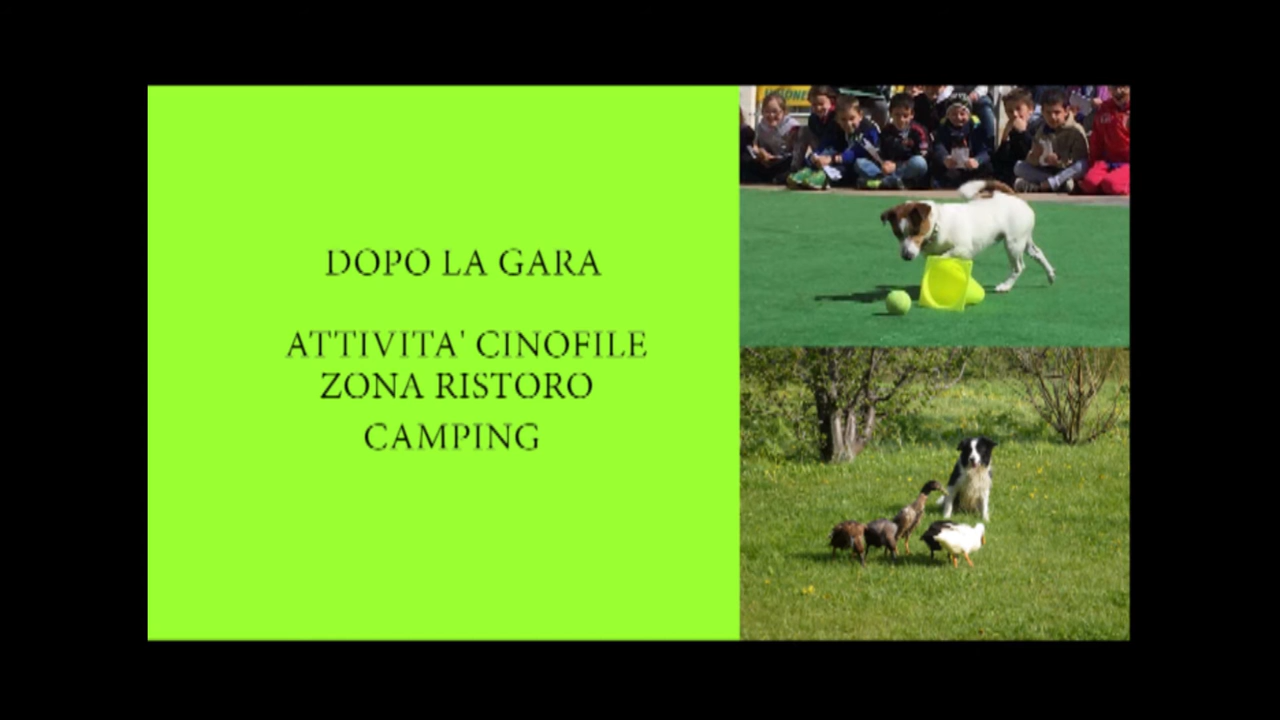 DOPO LA GARA
ATTIVITA' CINOFILE
ZONA RISTORO
CAMPING